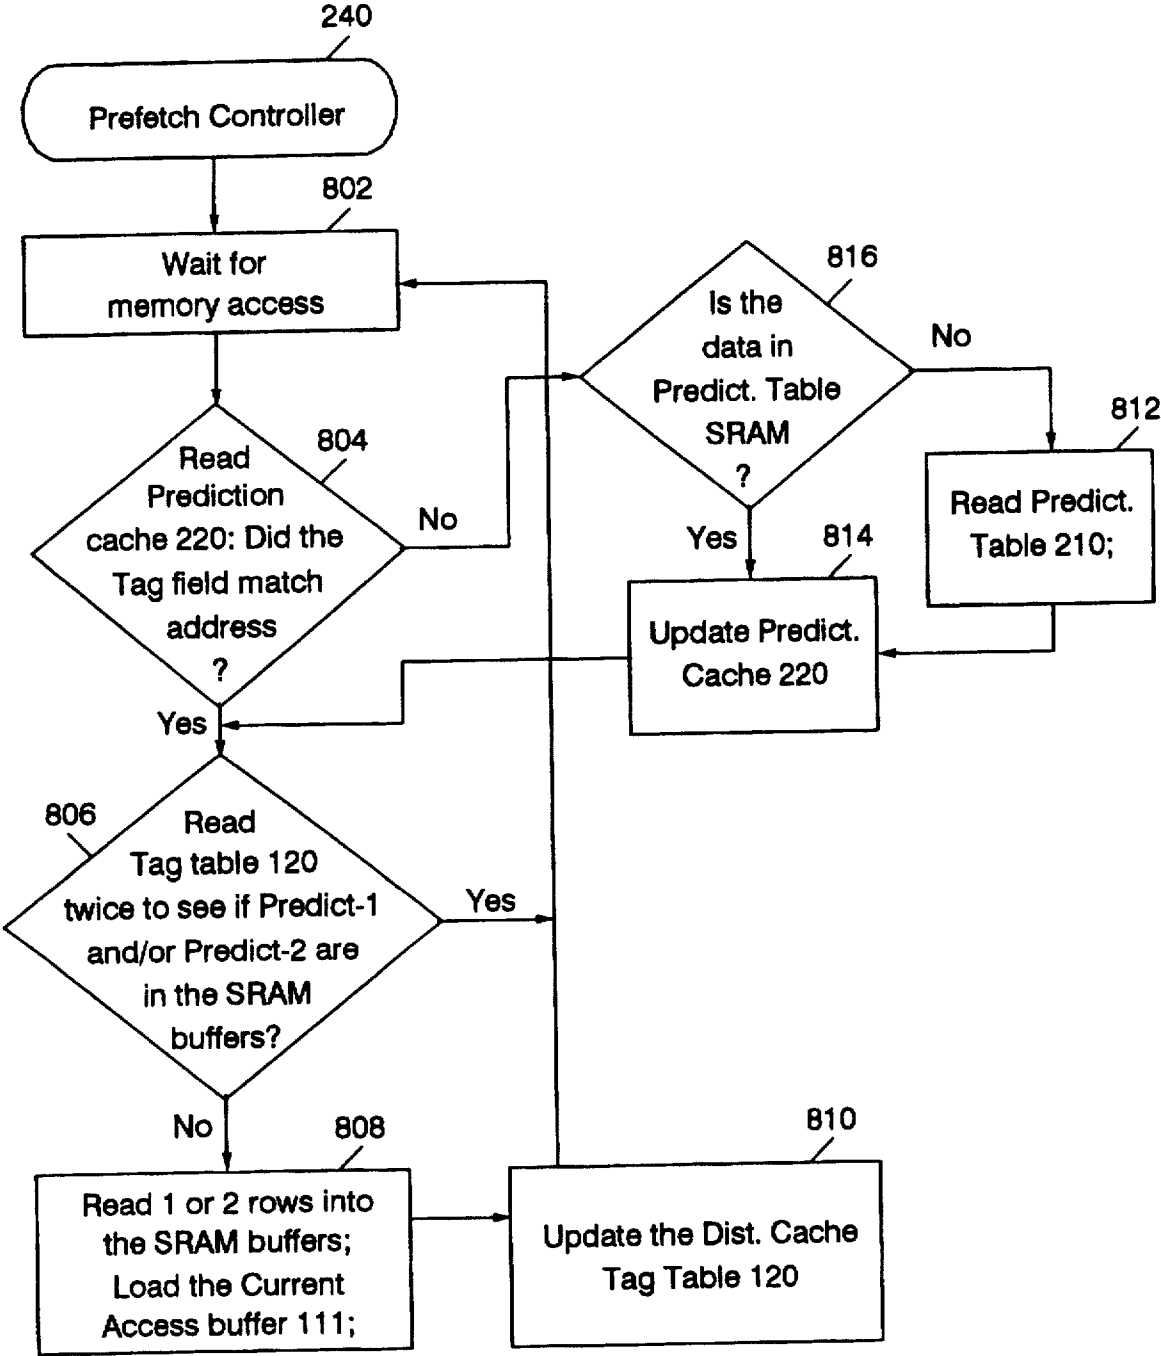 240
Prefetch Controller
802
Wait for
memory access
804
Read
Prediction
cache 220: Did the
Tag field match
address
?
No
Yes
816
Is the
data in
Predict. Table
SRAM
?
No
Yes
812
Read Predict.
Table 210;
814
Update Predict.
Cache 220
806
Read
Tag table 120
twice to see if Predict-1
and/or Predict-2 are
in the SRAM
buffers?
Yes
No
808
Read 1 or 2 rows into
the SRAM buffers;
Load the Current
Access buffer 111;
810
Update the Dist. Cache
Tag Table 120